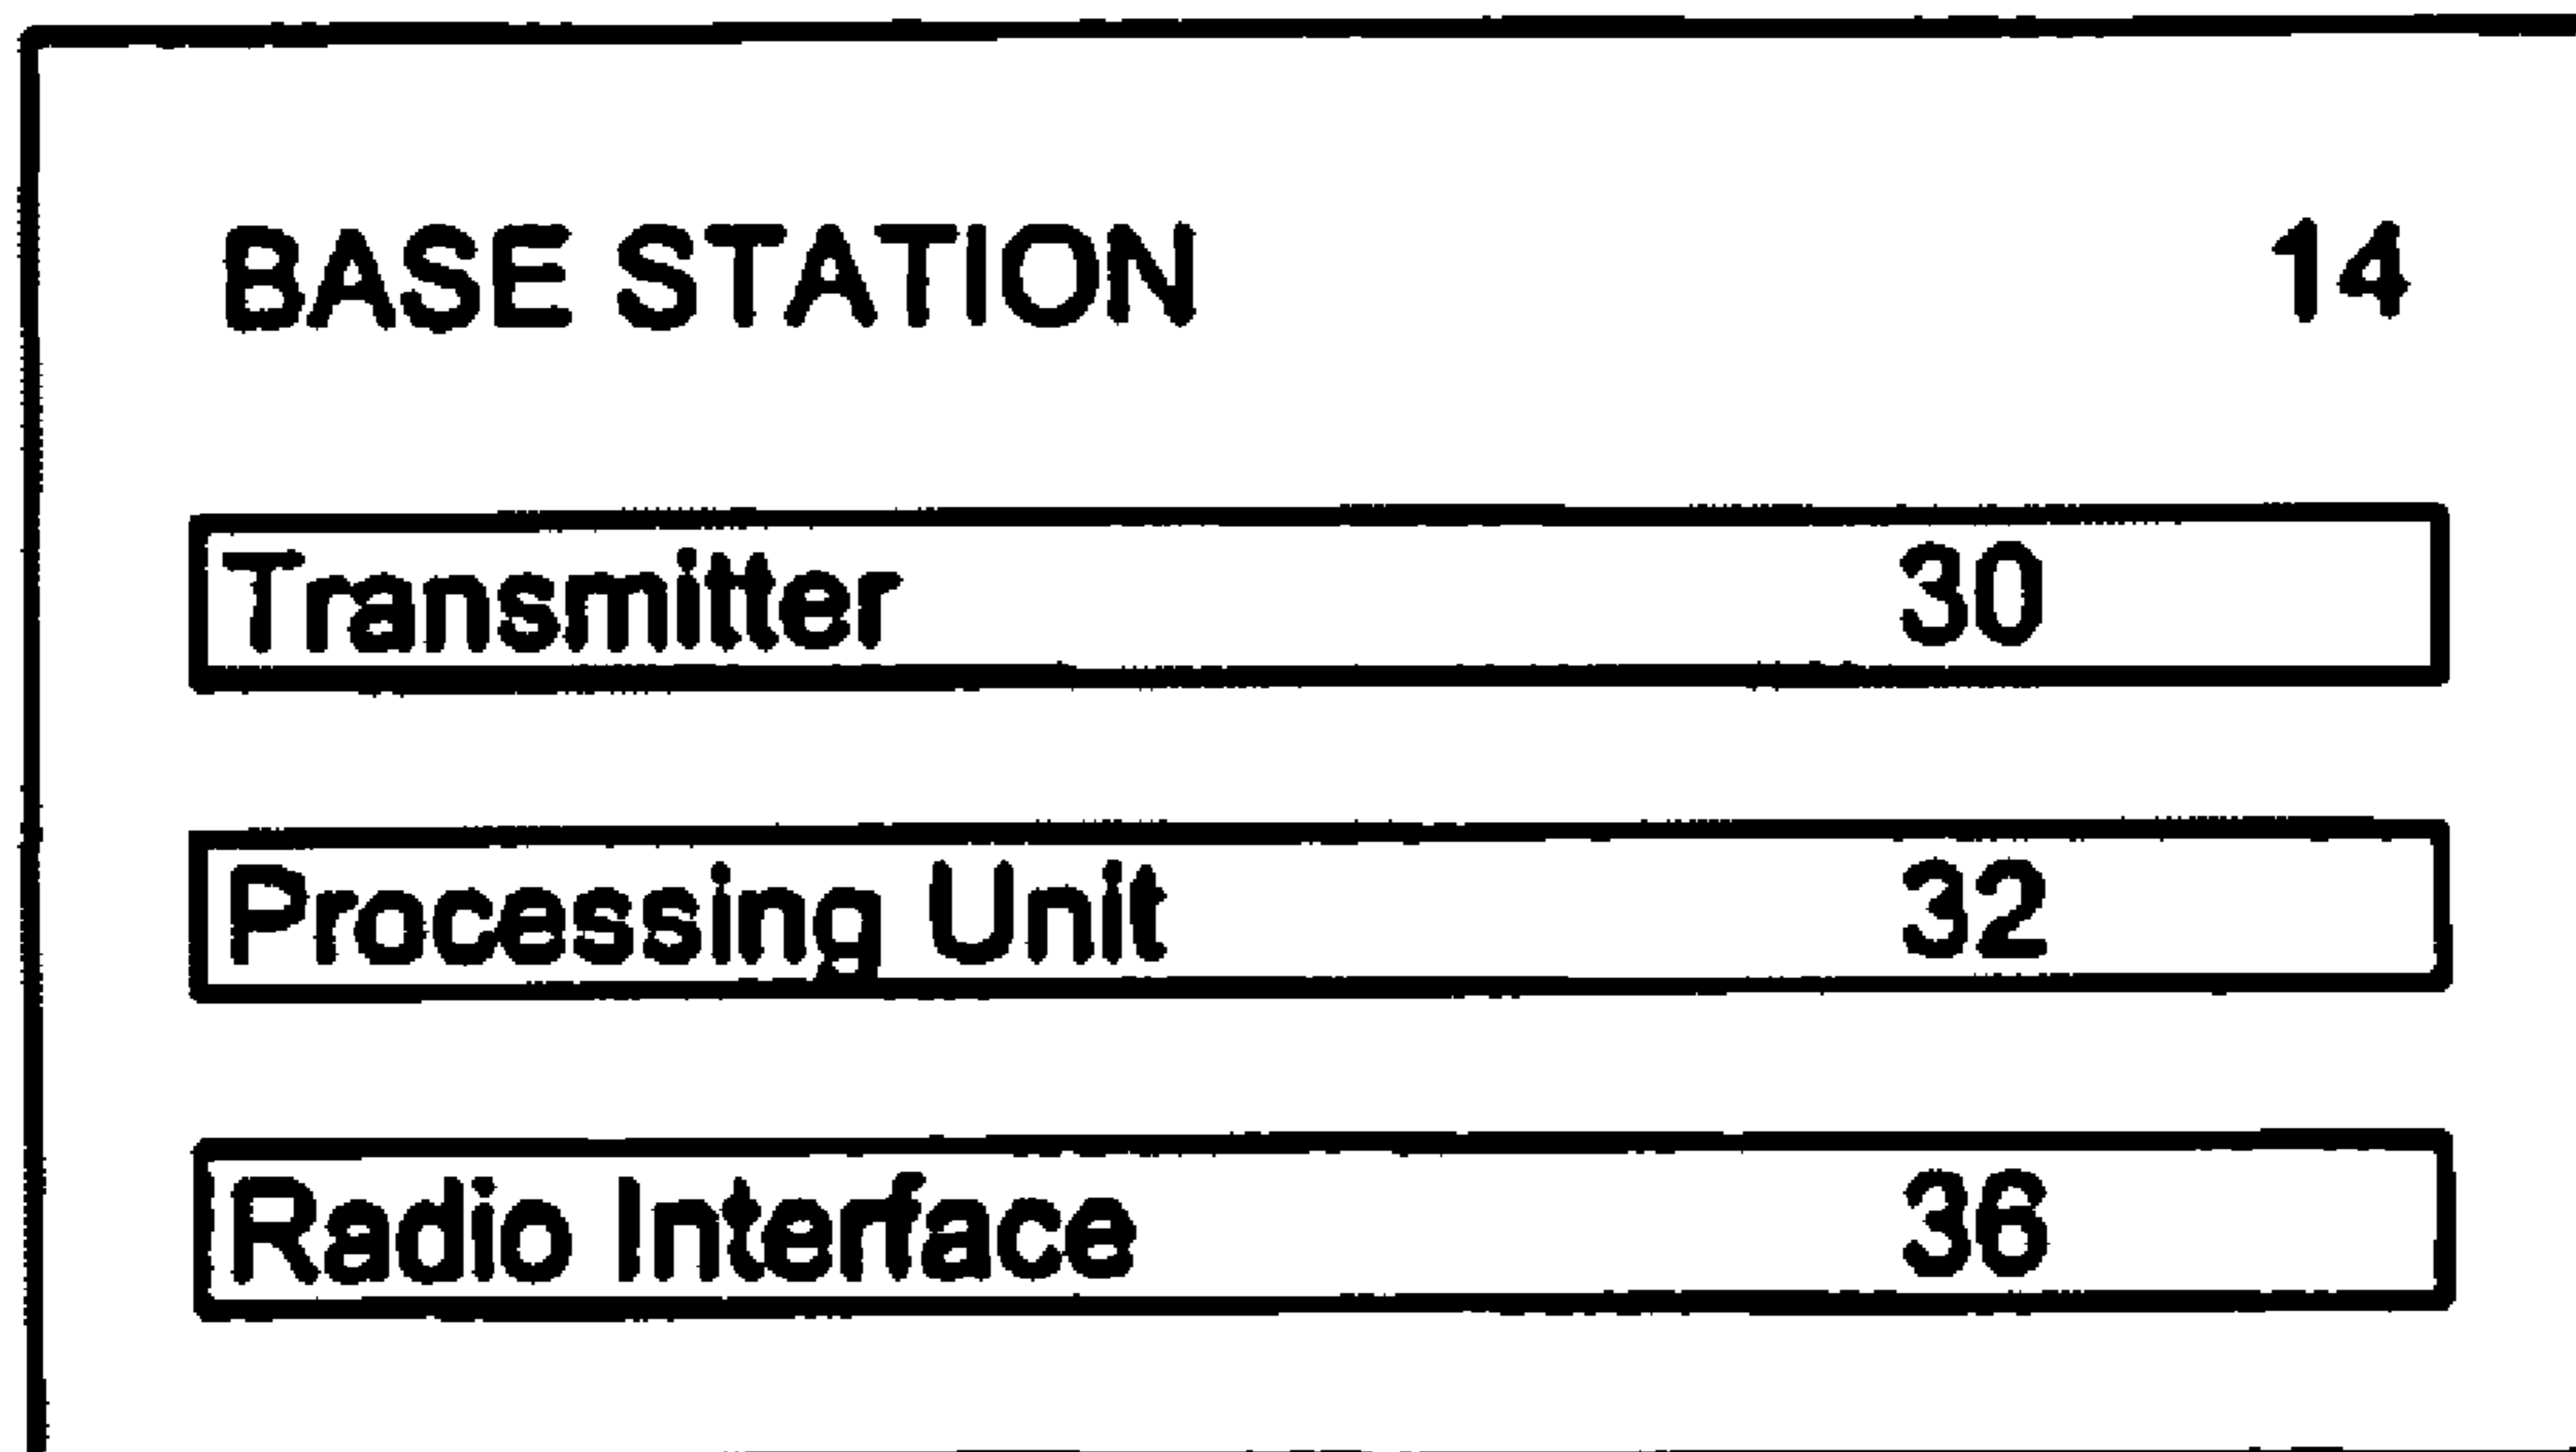 BASE STATION 14
Transmitter 30
Processing Unit 32
Radio Interface 36